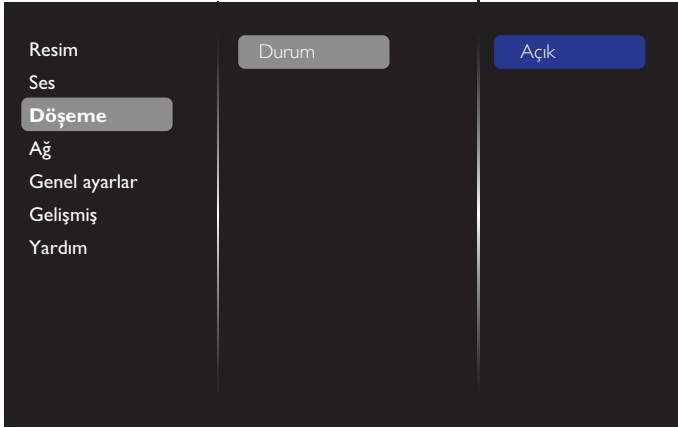 Resim
Ses
Döşeme
Ağ
Genel ayarlar
Gelişmiş
Yardım
Durum
Açık